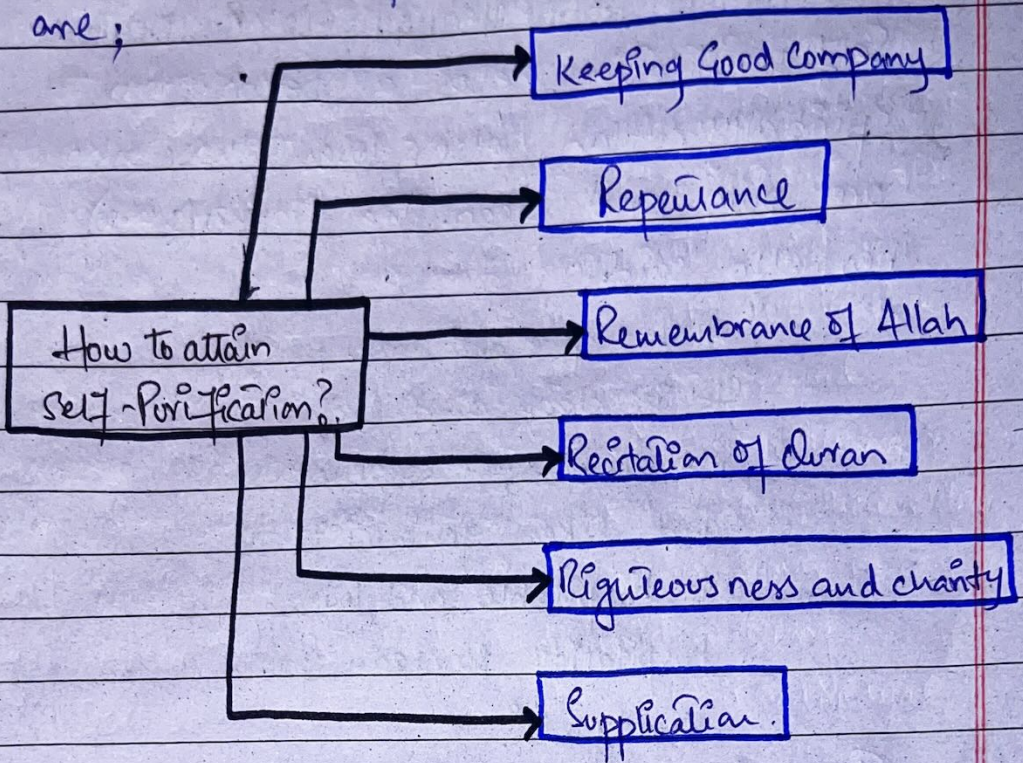 are;
Keeping Good Company
Repentance
Remembrance of Allah
How to attain
Self-Purification?
Recitation of Quran
Righteousness and charity
Supplication.